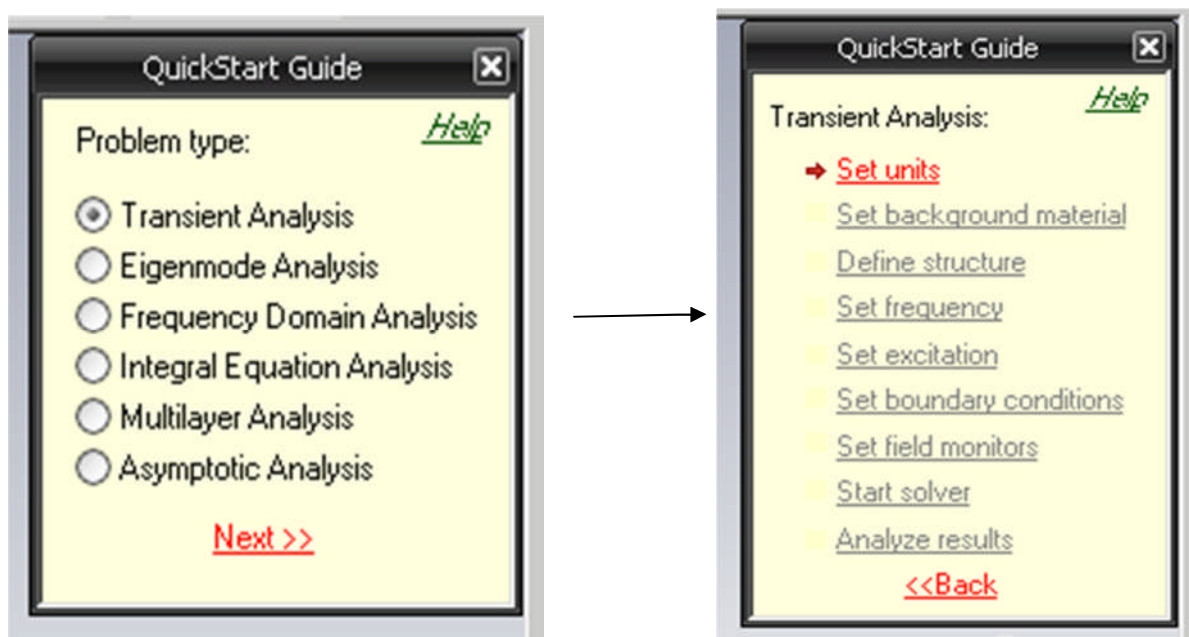 QuickStart Guide
Help
Problem type:
Transient Analysis
Eigenmode Analysis
Frequency Domain Analysis
Integral Equation Analysis
Multilayer Analysis
Asymptotic Analysis
Next >>
QuickStart Guide
Help
Transient Analysis:
Set units
Set background material
Define structure
Set frequency
Set excitation
Set boundary conditions
Set field monitors
Start solver
Analyze results
<<Back